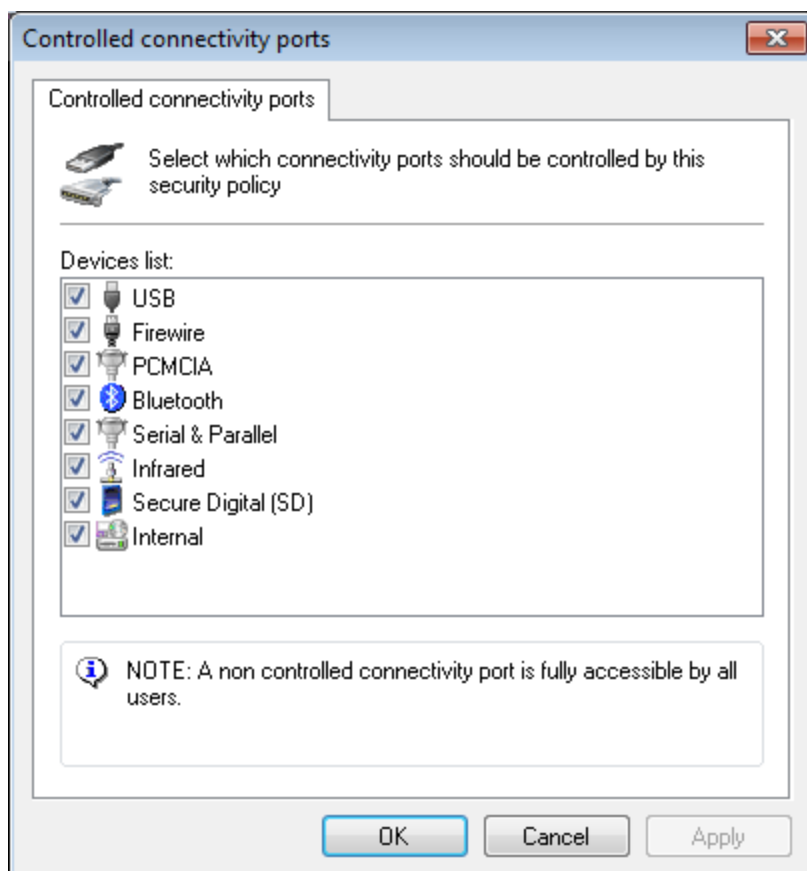 Controlled connectivity ports
Controlled connectivity ports
Select which connectivity ports should be controlled by this
security policy
Devices list:
USB
Firewire
PCMCIA
Bluetooth
Serial & Parallel
Infrared
Secure Digital (SD)
Internal
NOTE: A non controlled connectivity port is fully accessible by all
users.
OK Cancel Apply